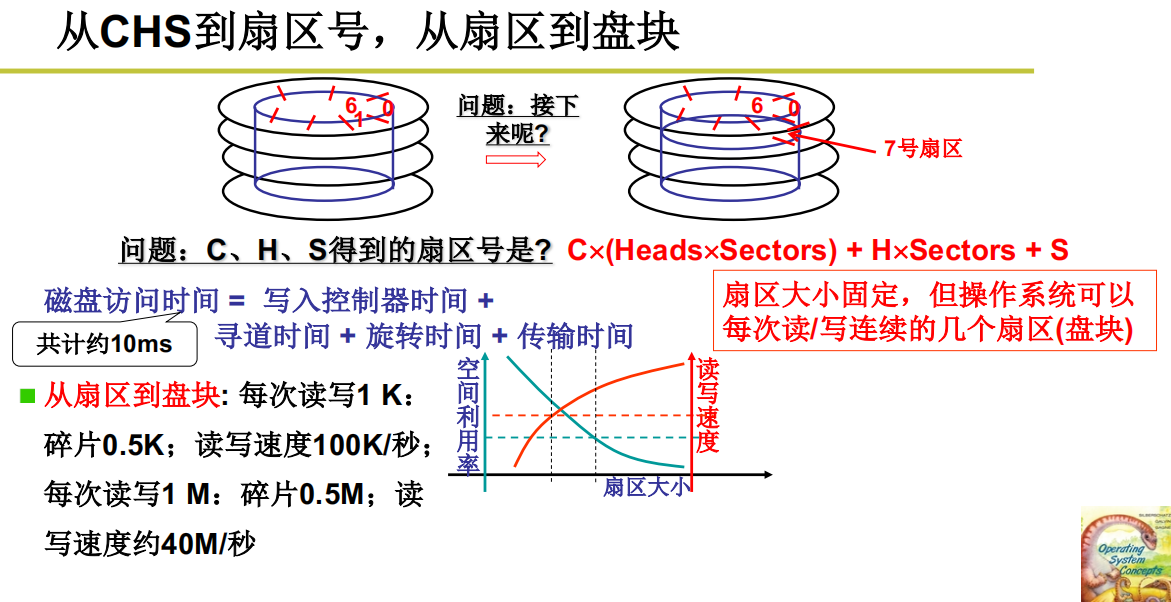 从CHS到扇区号，从扇区到盘块
6
1
0
问题：接下
来呢?
6
0
7号扇区
问题：C、H、S得到的扇区号是? C×(Heads×Sectors) + H×Sectors + S
磁盘访问时间 = 写入控制器时间 +
寻道时间 + 旋转时间 + 传输时间
共计约10ms
扇区大小固定，但操作系统可以
每次读/写连续的几个扇区(盘块)
从扇区到盘块: 每次读写1 K：
碎片0.5K；读写速度100K/秒；
每次读写1 M：碎片0.5M；读
写速度约40M/秒
空间利用率
读写速度
扇区大小
Operating
System
Concepts